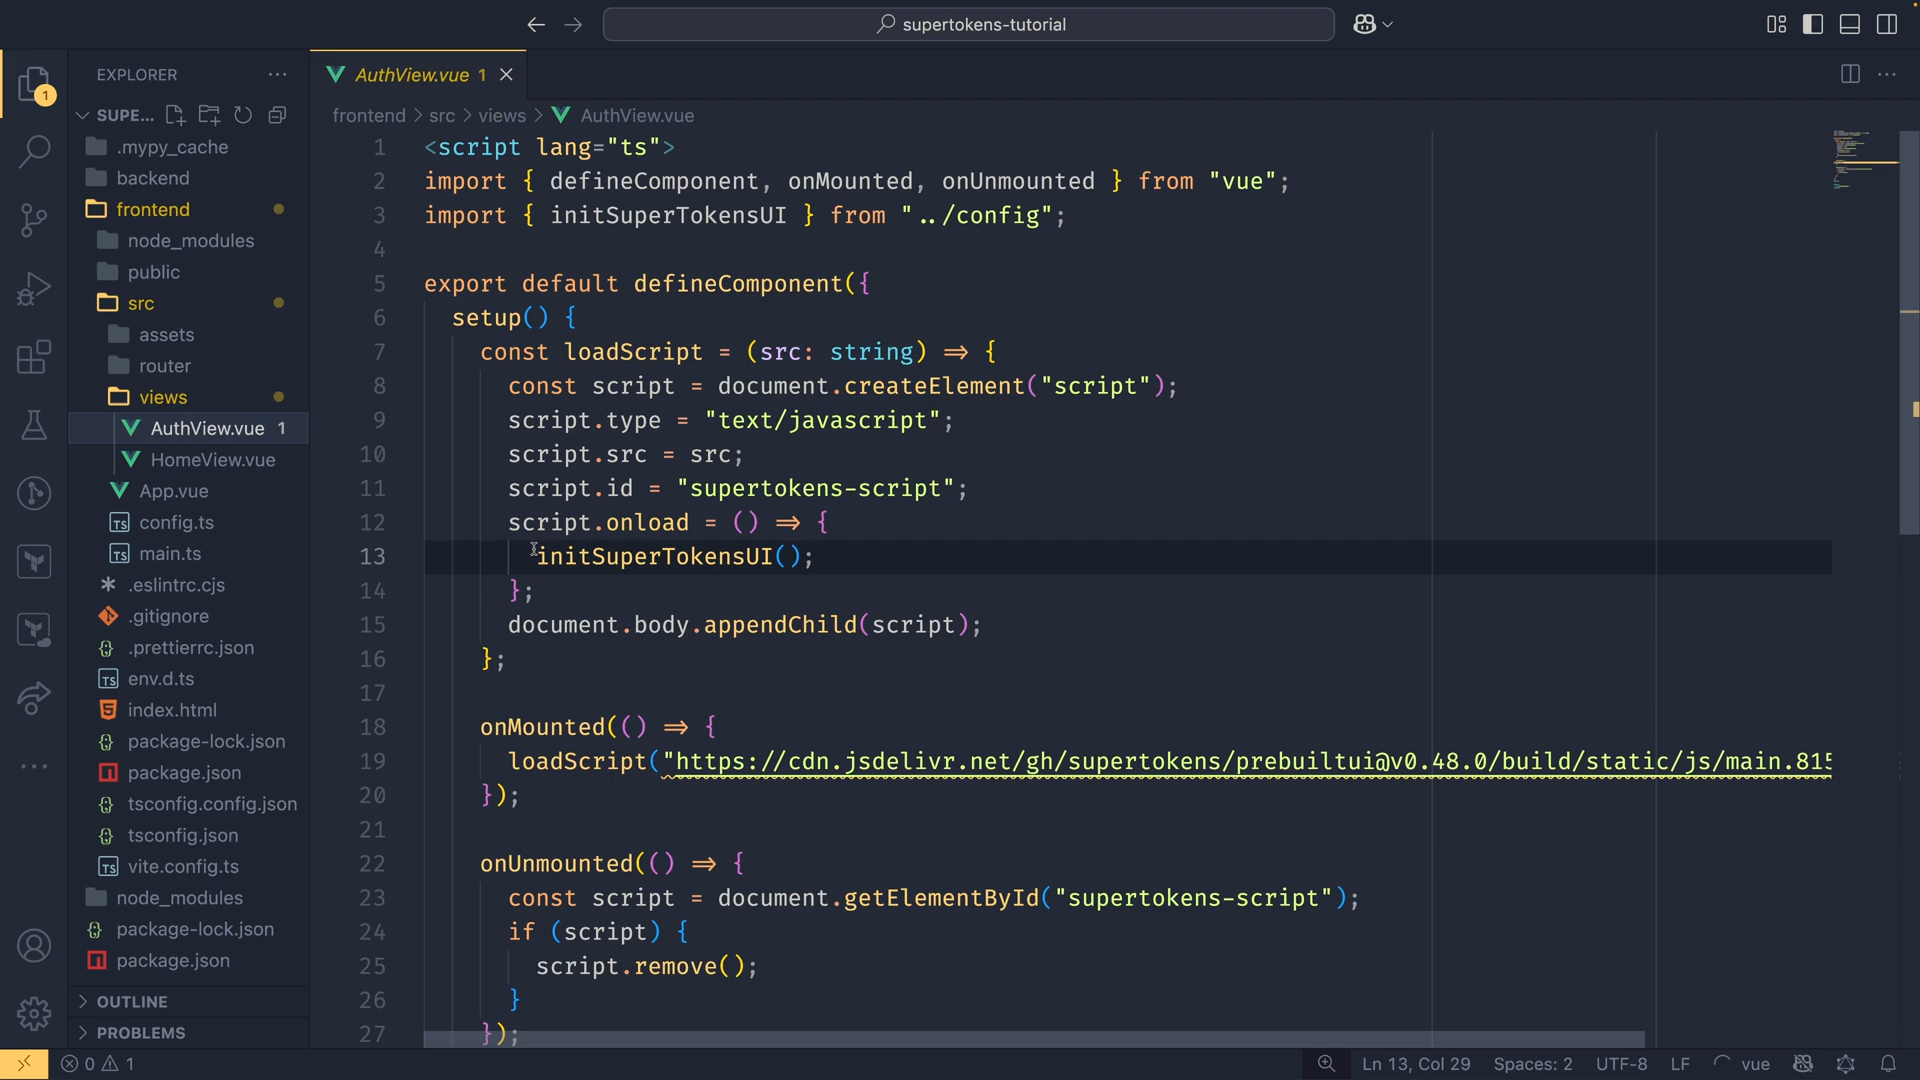 supertokens-tutorial
EXPLORER
AuthView.vue 1
SUPE...
frontend > src > views > AuthView.vue
1
.mypy_cache
backend
frontend
node_modules
public
src
assets
router
views
AuthView.vue 1
HomeView.vue
App.vue
config.ts
main.ts
.eslintrc.cjs
.gitignore
.prettierrc.json
env.d.ts
index.html
package-lock.json
package.json
tsconfig.config.json
tsconfig.json
vite.config.ts
node_modules
package-lock.json
package.json
OUTLINE
PROBLEMS
1 <script lang="ts">
2 import { defineComponent, onMounted, onUnmounted } from "vue";
3 import { initSuperTokensUI } from "../config";
4
5 export default defineComponent({
6 setup() {
7 const loadScript = (src: string) => {
8 const script = document.createElement("script");
9 script.type = "text/javascript";
10 script.src = src;
11 script.id = "supertokens-script";
12 script.onload = () => {
13 initSuperTokensUI();
14 };
15 document.body.appendChild(script);
16 };
17
18 onMounted(() => {
19 loadScript("https://cdn.jsdelivr.net/gh/supertokens/prebuiltui@v0.48.0/build/static/js/main.815
20 });
21
22 onUnmounted(() => {
23 const script = document.getElementById("supertokens-script");
24 if (script) {
25 script.remove();
26 }
27 });
0 1
Ln 13, Col 29 Spaces: 2 UTF-8 LF vue